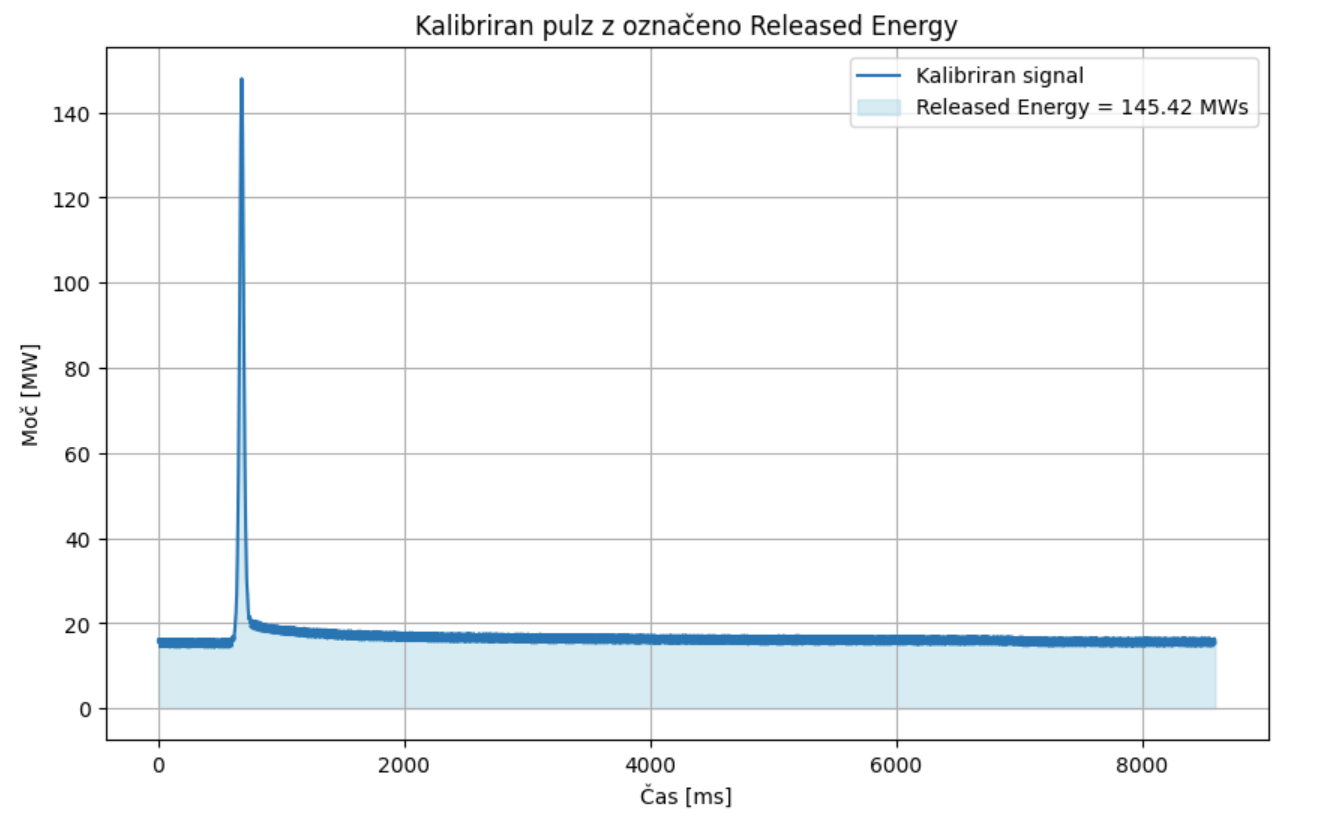 Kalibriran pulz z označeno Released Energy
Kalibriran signal
Released Energy = 145.42 MWs
140
120
100
80
60
40
20
0
Moč [MW]
0 2000 4000 6000 8000
Čas [ms]